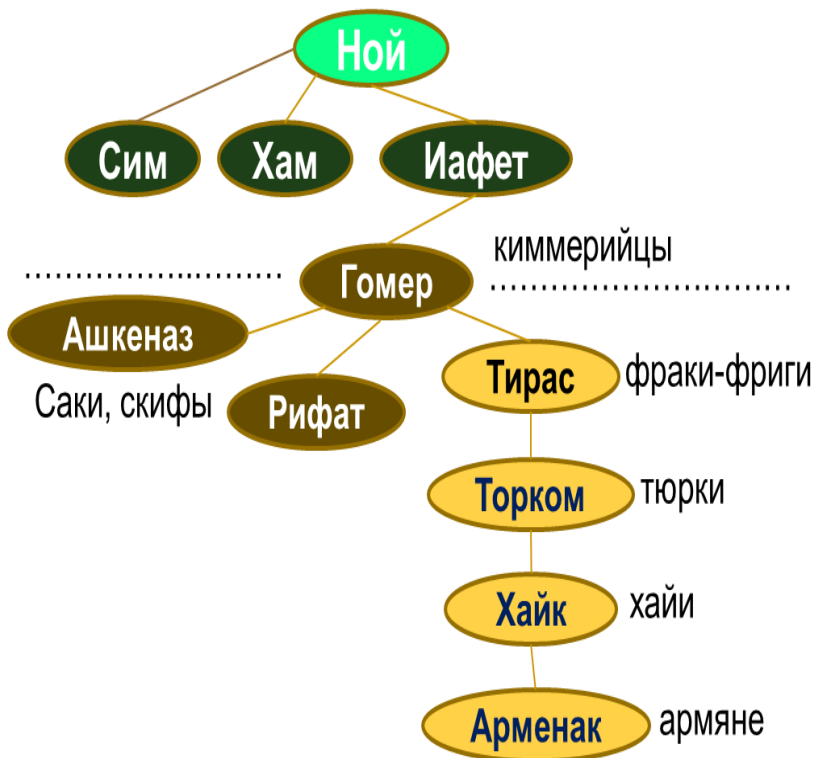 Ной
Сим Хам Иафет
киммерийцы
Гомер
Ашкеназ
Тирас фраки-фриги
Саки, скифы Рифат
Торком тюрки
Хайк хайи
Арменак армяне